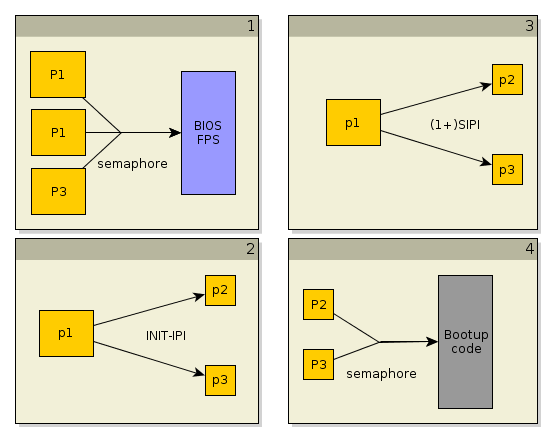 1
P1
P1
P3
semaphore
BIOS
FPS
2
p1
p2
INIT-IPI
p3
3
p1
p2
(1+)SIPI
p3
4
P2
P3
semaphore
Bootup
code